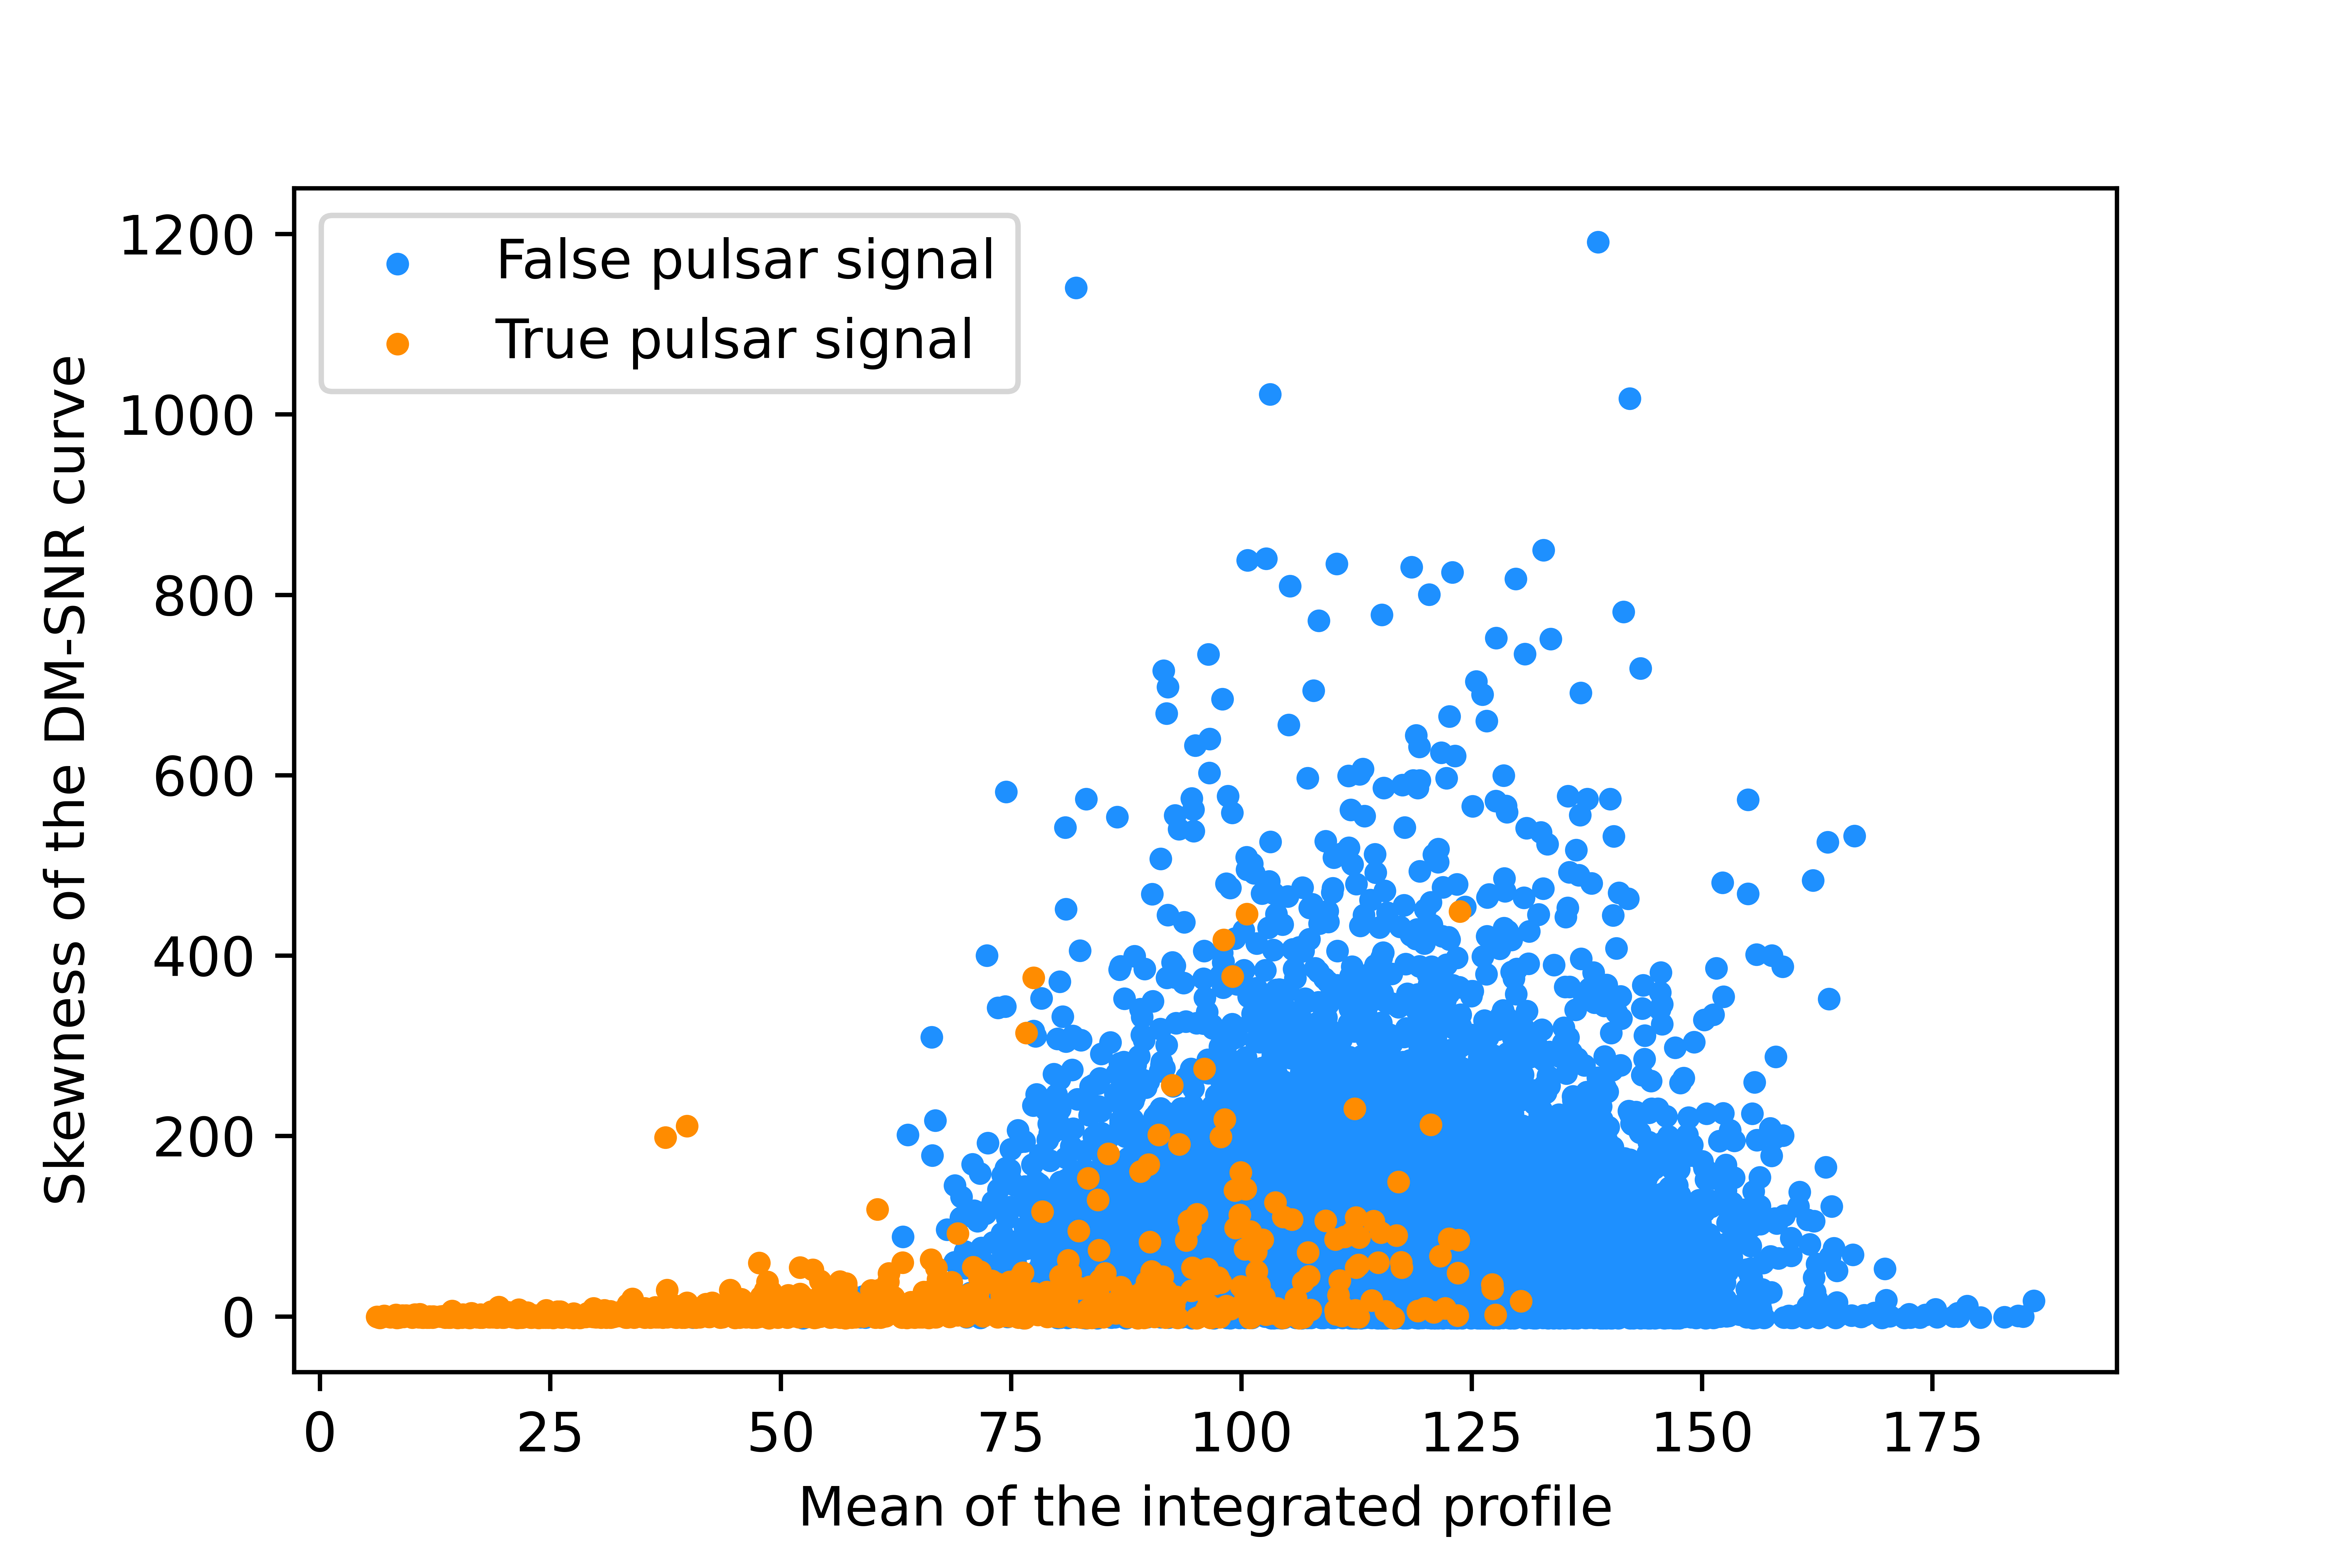 False pulsar signal
True pulsar signal
1200
1000
800
600
400
200
0
Skewness of the DM-SNR curve
0 25 50 75 100 125 150 175
Mean of the integrated profile